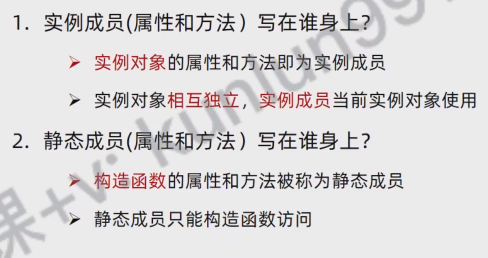 1. 实例成员(属性和方法）写在谁身上？
➢ 实例对象的属性和方法即为实例成员
➢ 实例对象相互独立，实例成员当前实例对象使用
2. 静态成员(属性和方法）写在谁身上？
➢ 构造函数的属性和方法被称为静态成员
➢ 静态成员只能构造函数访问
课+v: kunlun99